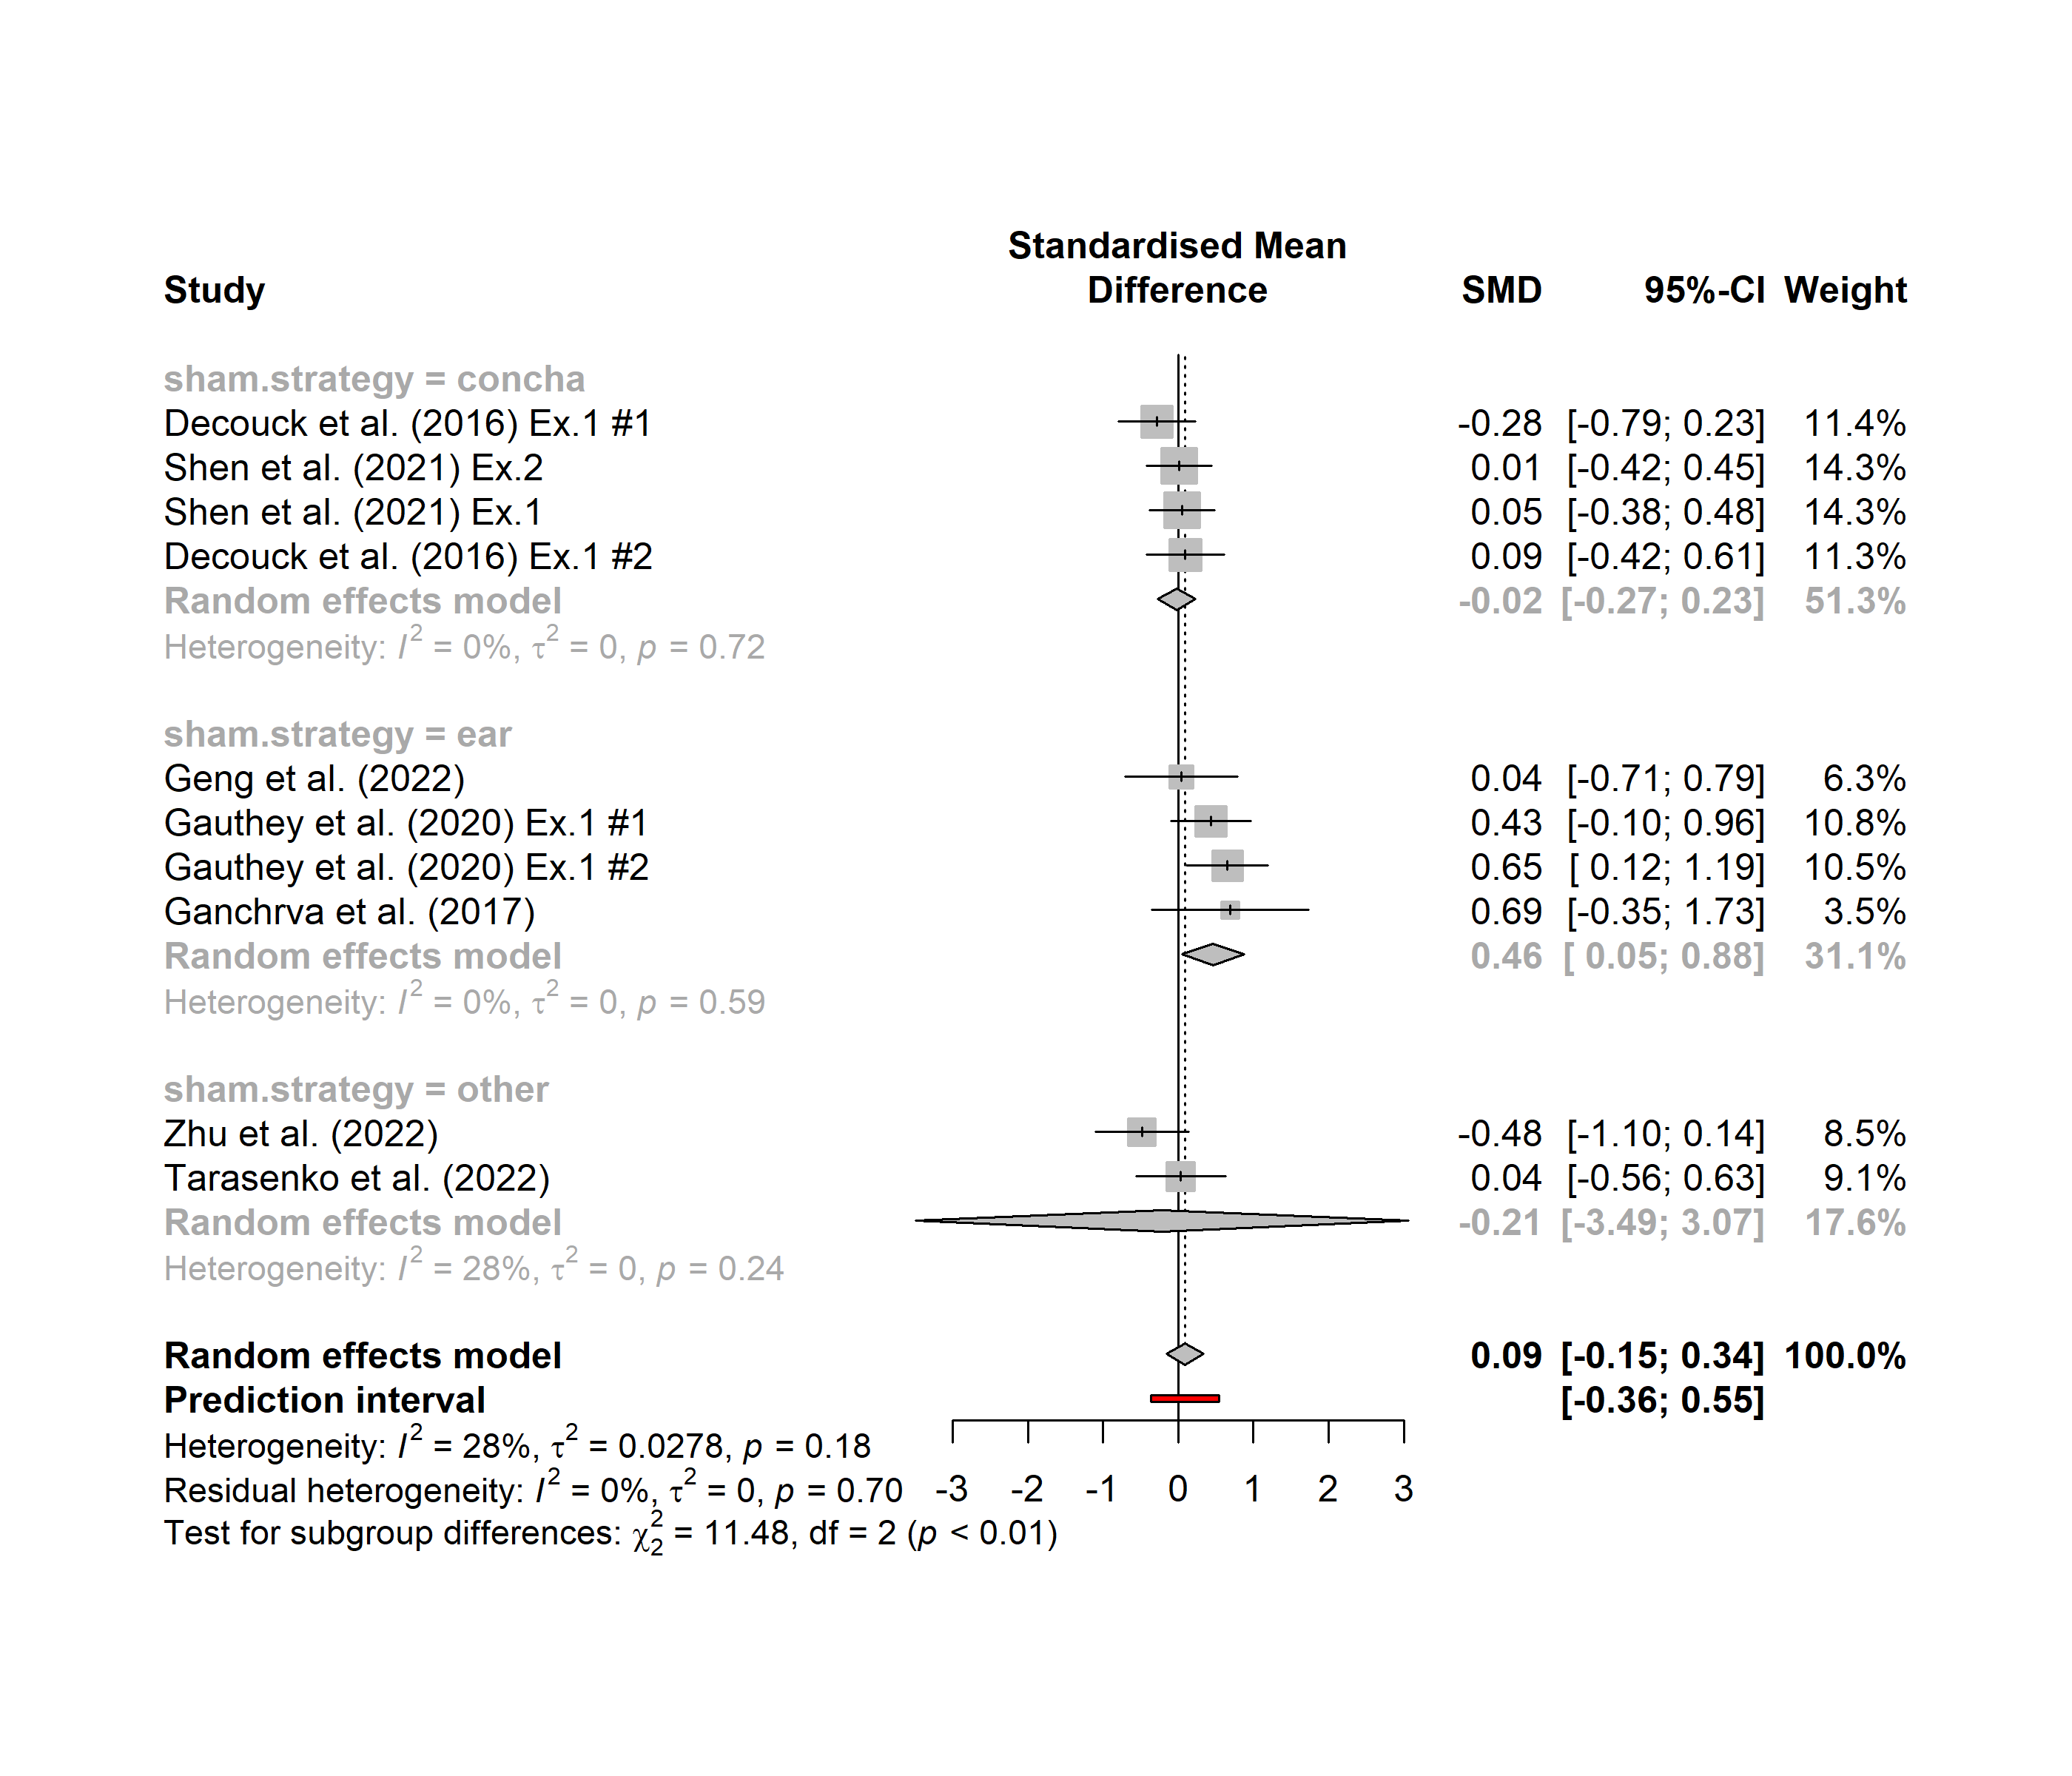 Standardised Mean
Study Difference SMD 95%-CI Weight
sham.strategy = concha
Decouck et al. (2016) Ex.1 #1 -0.28 [-0.79; 0.23] 11.4%
Shen et al. (2021) Ex.2 0.01 [-0.42; 0.45] 14.3%
Shen et al. (2021) Ex.1 0.05 [-0.38; 0.48] 14.3%
Decouck et al. (2016) Ex.1 #2 0.09 [-0.42; 0.61] 11.3%
Random effects model -0.02 [-0.27; 0.23] 51.3%
Heterogeneity: I² = 0%, τ² = 0, p = 0.72
sham.strategy = ear
Geng et al. (2022) 0.04 [-0.71; 0.79] 6.3%
Gauthey et al. (2020) Ex.1 #1 0.43 [-0.10; 0.96] 10.8%
Gauthey et al. (2020) Ex.1 #2 0.65 [ 0.12; 1.19] 10.5%
Ganchrva et al. (2017) 0.69 [-0.35; 1.73] 3.5%
Random effects model 0.46 [ 0.05; 0.88] 31.1%
Heterogeneity: I² = 0%, τ² = 0, p = 0.59
sham.strategy = other
Zhu et al. (2022) -0.48 [-1.10; 0.14] 8.5%
Tarasenko et al. (2022) 0.04 [-0.56; 0.63] 9.1%
Random effects model -0.21 [-3.49; 3.07] 17.6%
Heterogeneity: I² = 28%, τ² = 0, p = 0.24
Random effects model 0.09 [-0.15; 0.34] 100.0%
Prediction interval [-0.36; 0.55]
Heterogeneity: I² = 28%, τ² = 0.0278, p = 0.18
Residual heterogeneity: I² = 0%, τ² = 0, p = 0.70 -3 -2 -1 0 1 2 3
Test for subgroup differences: χ²₂ = 11.48, df = 2 (p < 0.01)